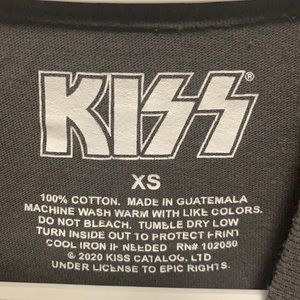 KISS®
XS
100% COTTON. MADE IN GUATEMALA
MACHINE WASH WARM WITH LIKE COLORS.
DO NOT BLEACH. TUMBLE DRY LOW
TURN INSIDE OUT TO PROTECT PRINT
COOL IRON IF NEEDED RN# 102050
© 2020 KISS CATALOG. LTD
UNDER LICENSE TO EPIC RIGHTS.